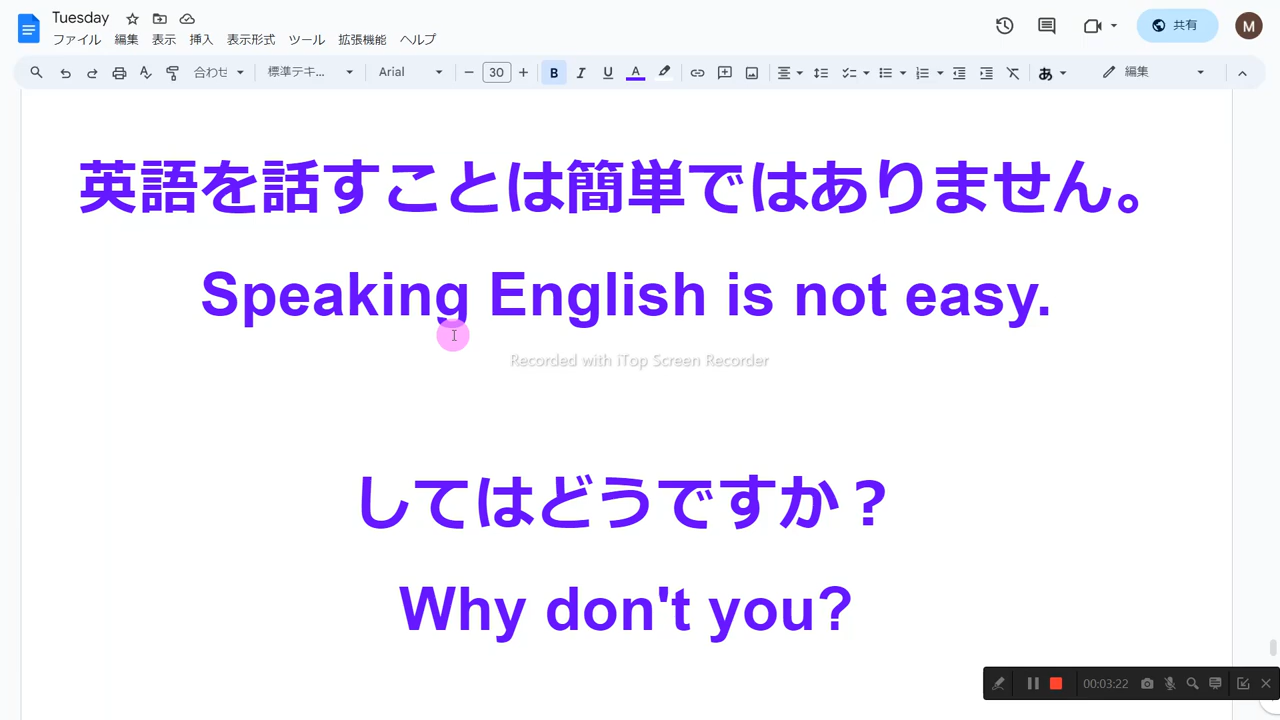 Tuesday
ファイル 編集 表示 挿入 表示形式 ツール 拡張機能 ヘルプ
共有
M
合わせ 標準テキ... Arial 30 B I U A あ 編集
英語を話すことは簡単ではありません。
Speaking English is not easy.
Recorded with iTop Screen Recorder
してはどうですか？
Why don't you?
00:03:22